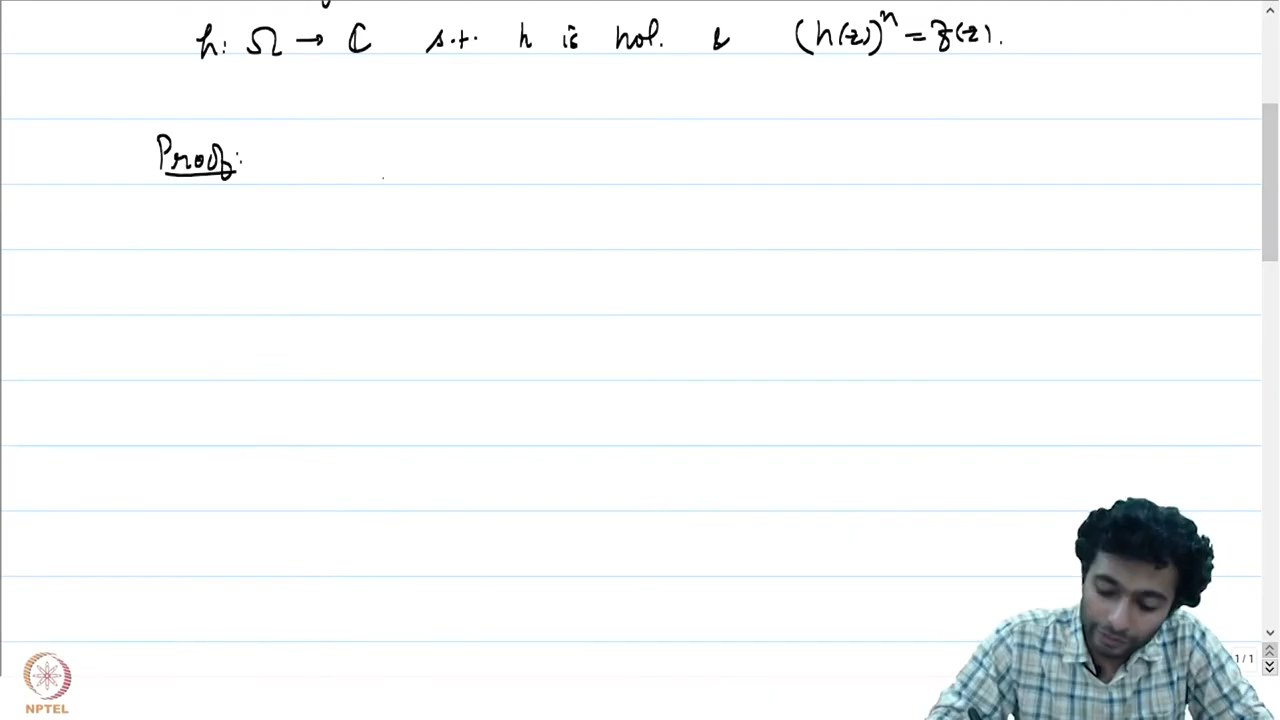 h: Ω → ℂ s.t. h is hol. & (h(z))ⁿ = f(z).
Proof:
1/1
NPTEL